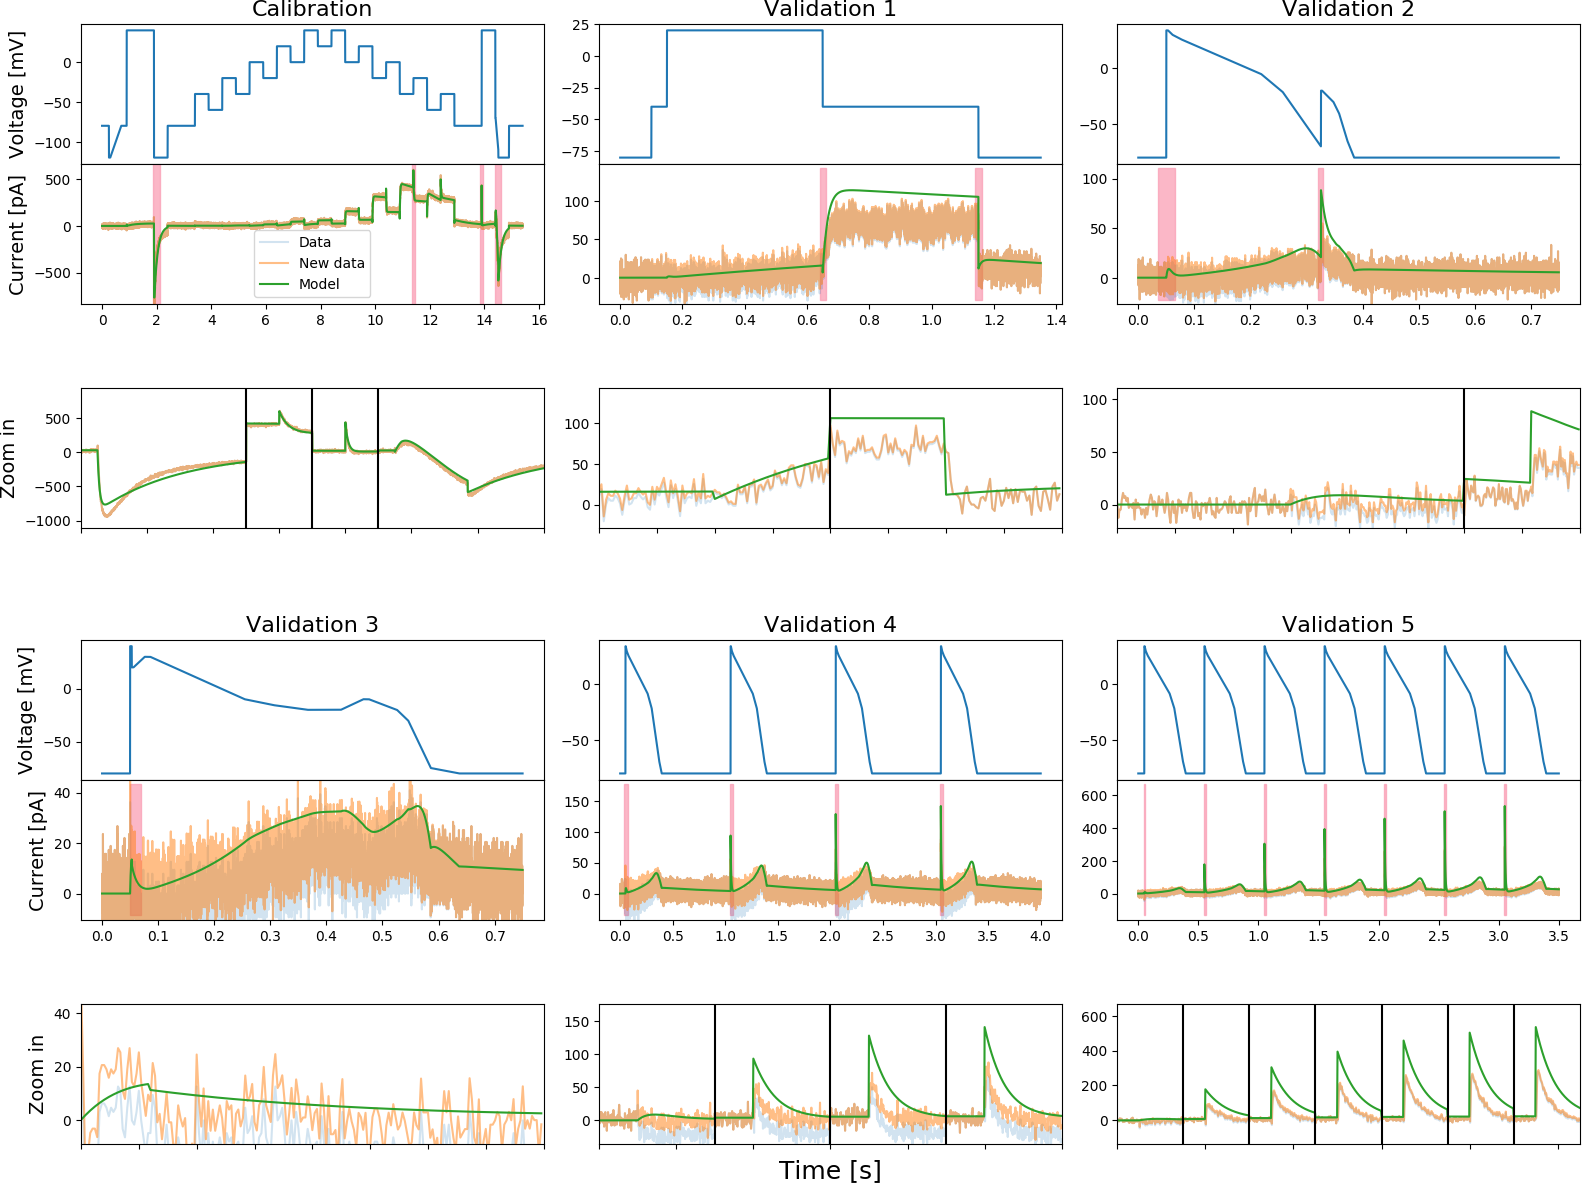 Calibration
Validation 1
Validation 2
Voltage [mV]
0
−50
−100
25
0
−25
−50
−75
0
−50
Current [pA]
500
0
−500
Data
New data
Model
100
50
0
100
50
0
0 2 4 6 8 10 12 14 16
0.0 0.2 0.4 0.6 0.8 1.0 1.2 1.4
0.0 0.1 0.2 0.3 0.4 0.5 0.6 0.7
Zoom in
500
0
−500
−1000
100
50
0
100
50
0
Validation 3
Validation 4
Validation 5
Voltage [mV]
0
−50
0
−50
0
−50
Current [pA]
40
20
0
150
100
50
0
600
400
200
0
0.0 0.1 0.2 0.3 0.4 0.5 0.6 0.7
0.0 0.5 1.0 1.5 2.0 2.5 3.0 3.5 4.0
0.0 0.5 1.0 1.5 2.0 2.5 3.0 3.5
Zoom in
40
20
0
150
100
50
0
600
400
200
0
Time [s]